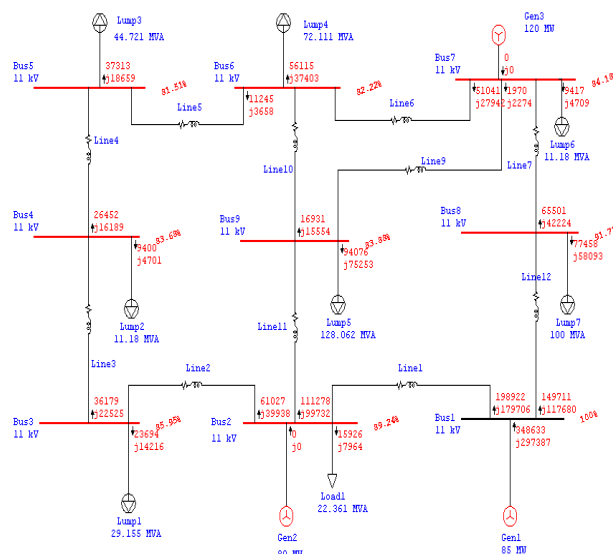 Lump3
44.721 MVA
Lump4
72.111 MVA
Gen3
120 MW
Bus5
11 kV
37313
j18659
81.51%
Bus6
11 kV
56115
j37403
82.22%
Bus7
11 kV
0
j0
84.18%
11245
j3658
51041
j27942
1970
j2274
9417
j4709
Line5
Line6
Lump6
11.18 MVA
Line4
Line10
Line9
Line7
Bus4
11 kV
26452
j16189
83.68%
Bus9
11 kV
16931
j15554
83.88%
Bus8
11 kV
65501
j42224
9400
j4701
94076
j75253
77458
j58093
Line12
Lump2
11.18 MVA
Lump5
128.062 MVA
Lump7
100 MVA
Line11
Line3
Line2
Line1
Bus3
11 kV
36179
j22525
85.95%
61027
j39938
Bus2
11 kV
111278
j99732
89.24%
198922
j179706
149711
j117680
Bus1
11 kV
100%
23694
j14216
0
j0
15926
j7964
348633
j297387
Lump1
29.155 MVA
Load1
22.361 MVA
Gen2
80 MW
Gen1
85 MW